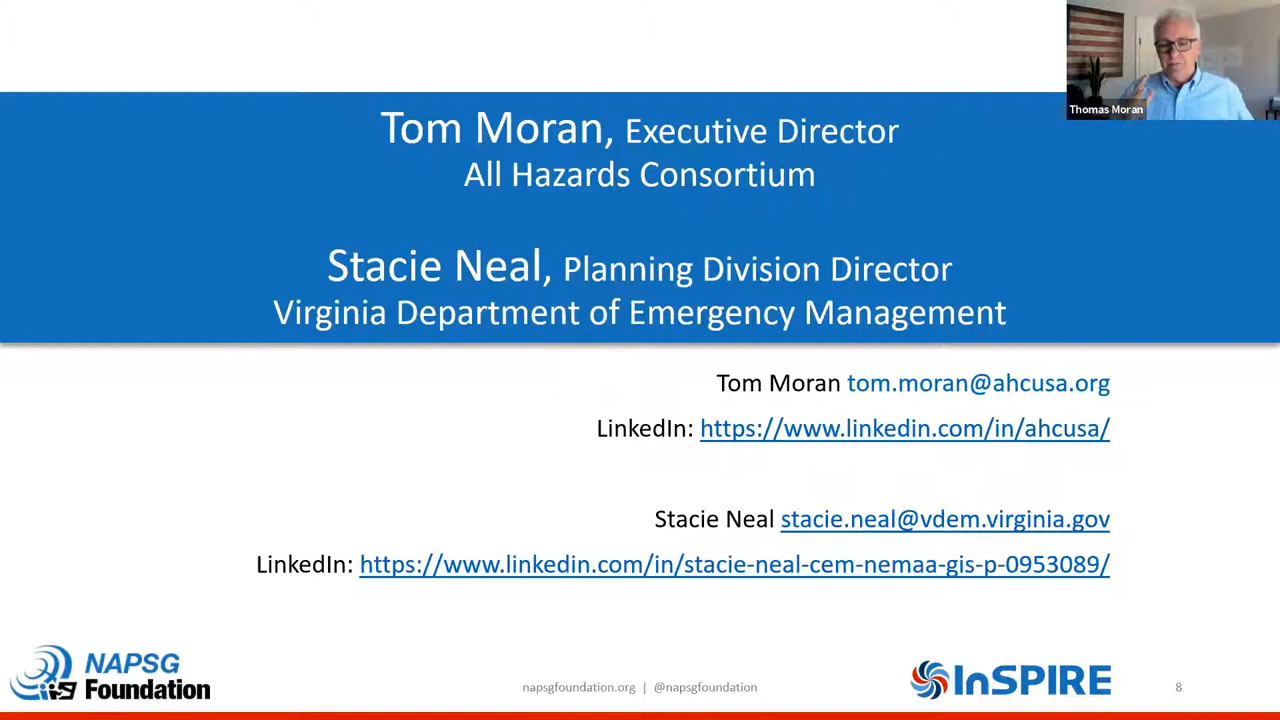 Thomas Moran
Tom Moran, Executive Director
All Hazards Consortium
Stacie Neal, Planning Division Director
Virginia Department of Emergency Management
Tom Moran tom.moran@ahcusa.org
LinkedIn: https://www.linkedin.com/in/ahcusa/
Stacie Neal stacie.neal@vdem.virginia.gov
LinkedIn: https://www.linkedin.com/in/stacie-neal-cem-nemaa-gis-p-0953089/
NAPSG
Foundation
napsgfoundation.org | @napsgfoundation
InSPIRE
8